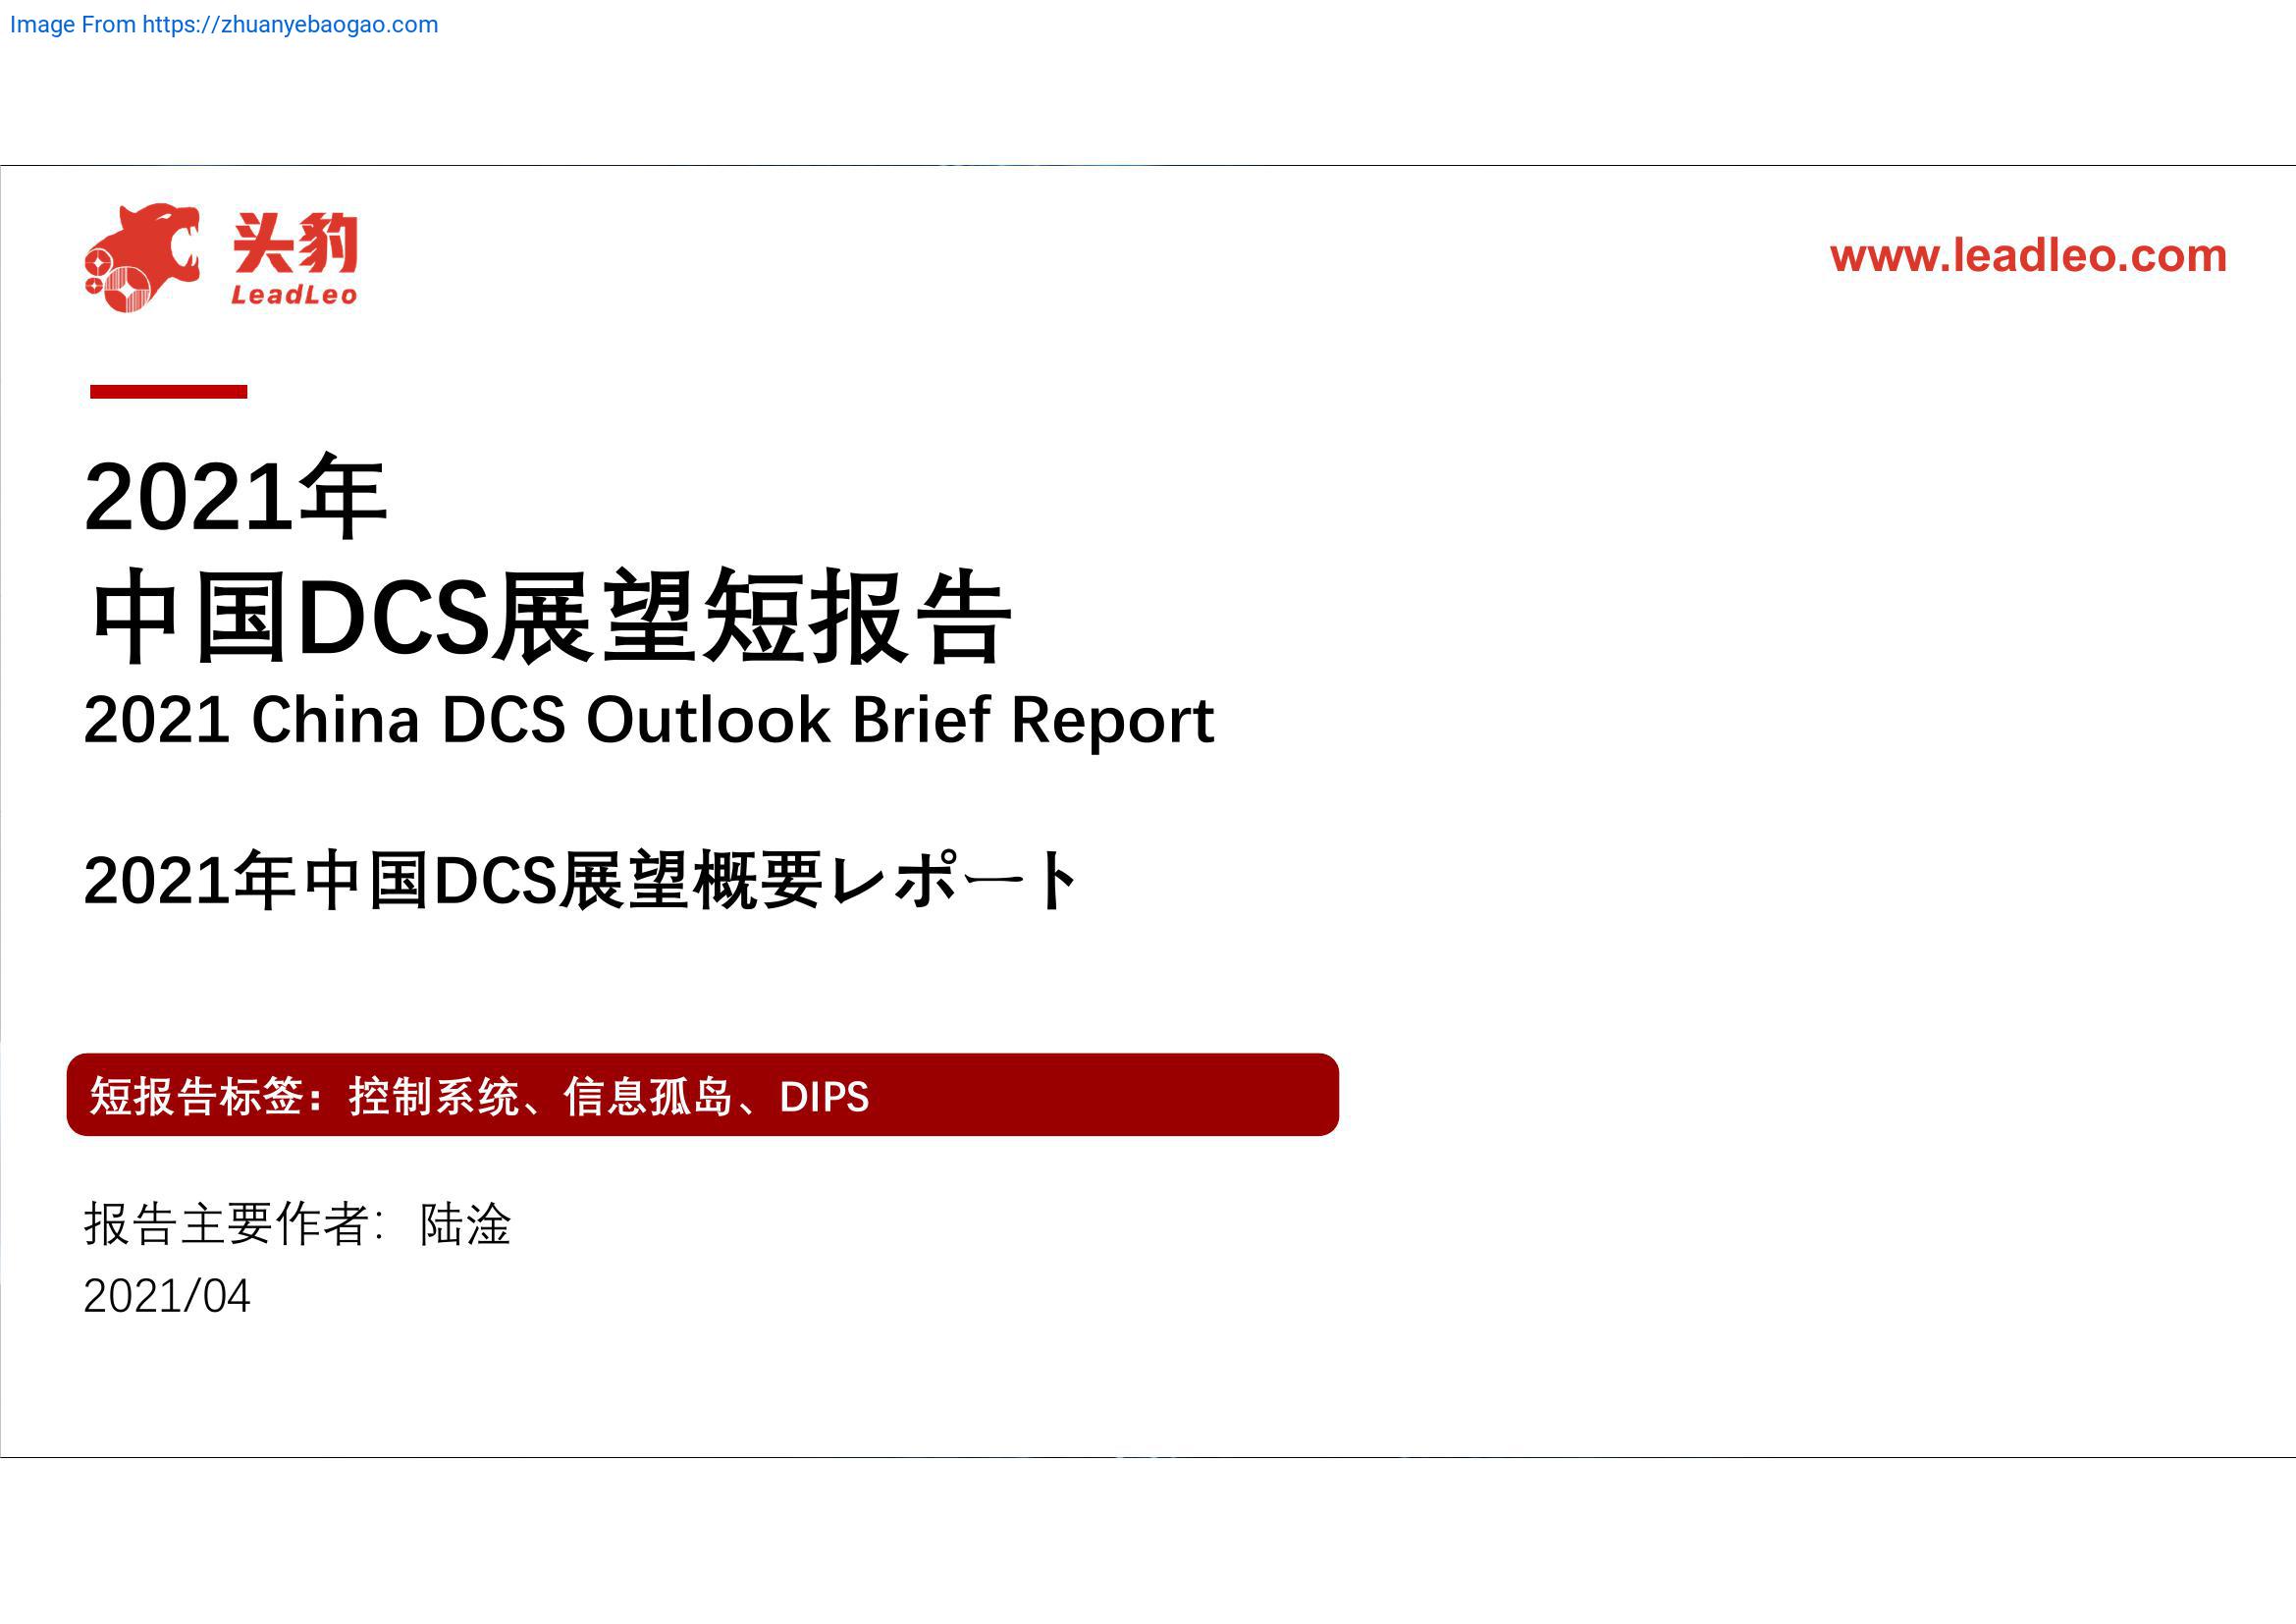 Image From https://zhuanyebaogao.com
头豹
LeadLeo
www.leadleo.com
2021年
中国DCS展望短报告
2021 China DCS Outlook Brief Report
2021年中国DCS展望概要レポート
短报告标签：控制系统、信息孤岛、DIPS
报告主要作者： 陆淦
2021/04